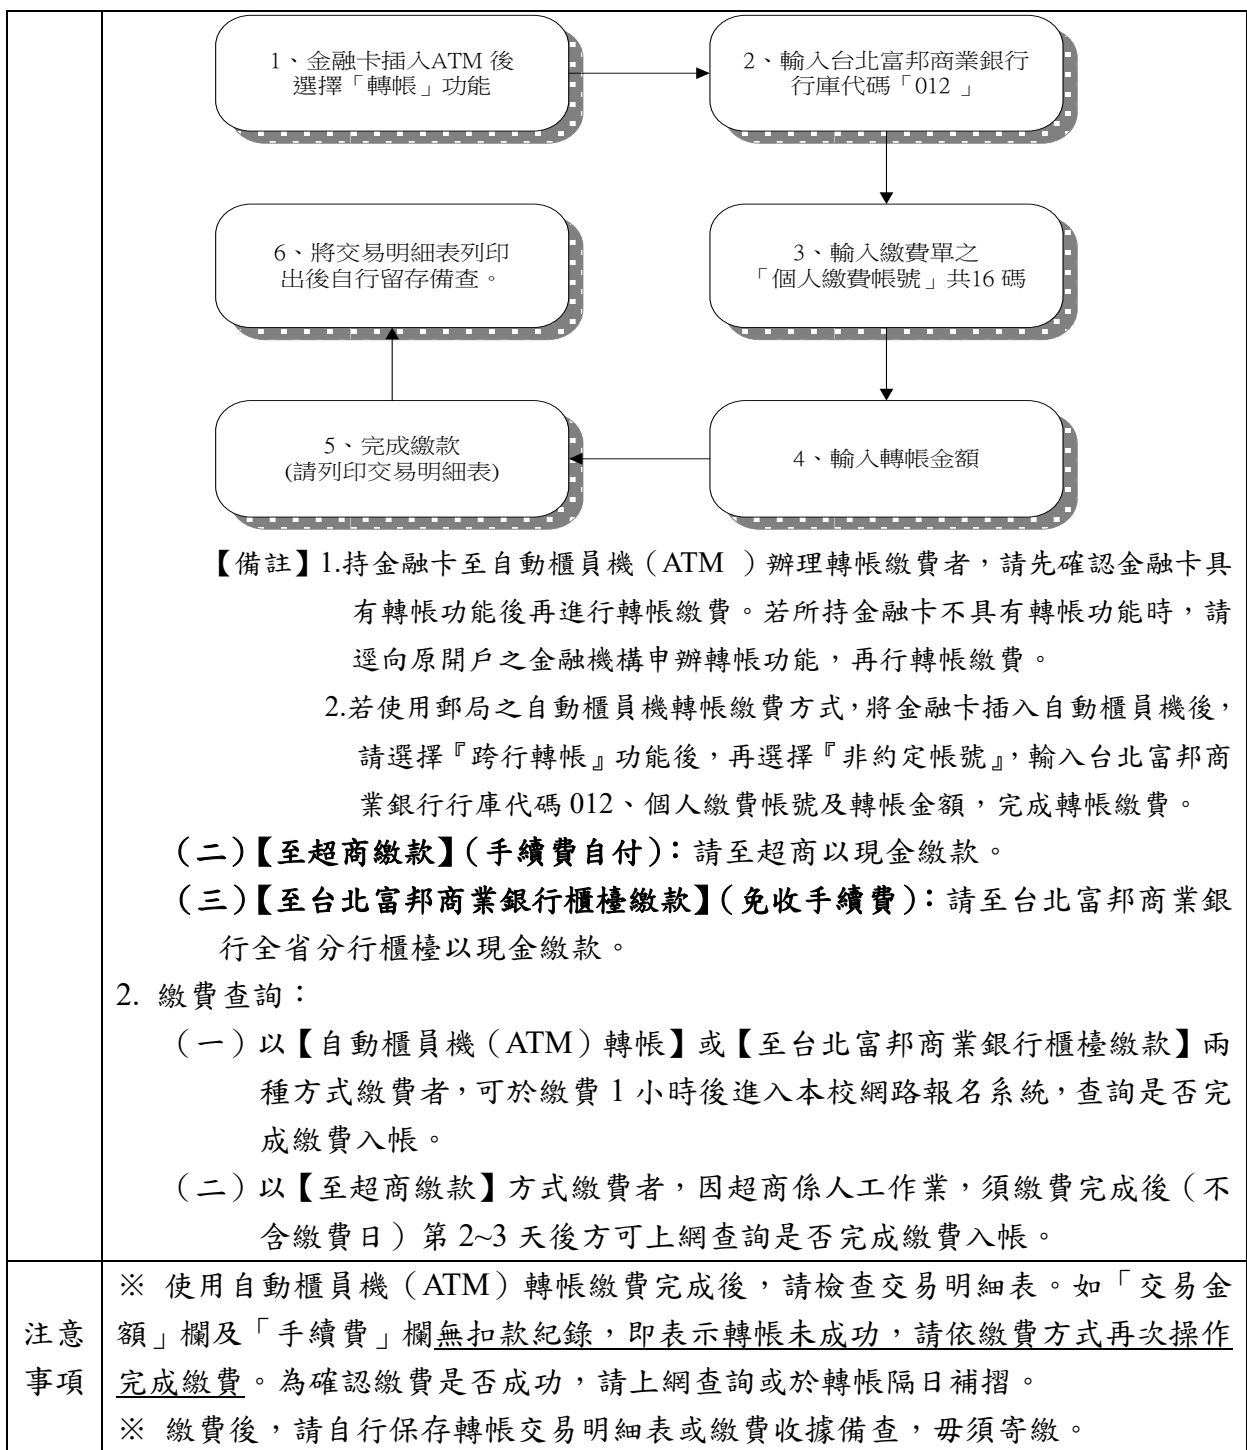 1、金融卡插入ATM 後
選擇「轉帳」功能
2、輸入台北富邦商業銀行
行庫代碼「012 」
3、輸入繳費單之
「個人繳費帳號」共16 碼
4、輸入轉帳金額
5、完成繳款
(請列印交易明細表)
6、將交易明細表列印
出後自行留存備查。
【備註】1.持金融卡至自動櫃員機（ATM ）辦理轉帳繳費者，請先確認金融卡具
有轉帳功能後再進行轉帳繳費。若所持金融卡不具有轉帳功能時，請
逕向原開戶之金融機構申辦轉帳功能，再行轉帳繳費。
2.若使用郵局之自動櫃員機轉帳繳費方式，將金融卡插入自動櫃員機後，
請選擇『跨行轉帳』功能後，再選擇『非約定帳號』，輸入台北富邦商
業銀行行庫代碼 012、個人繳費帳號及轉帳金額，完成轉帳繳費。
（二）【至超商繳款】（手續費自付）：請至超商以現金繳款。
（三）【至台北富邦商業銀行櫃檯繳款】（免收手續費）：請至台北富邦商業銀
行全省分行櫃檯以現金繳款。
2. 繳費查詢：
（一）以【自動櫃員機（ATM）轉帳】或【至台北富邦商業銀行櫃檯繳款】兩
種方式繳費者，可於繳費 1 小時後進入本校網路報名系統，查詢是否完
成繳費入帳。
（二）以【至超商繳款】方式繳費者，因超商係人工作業，須繳費完成後（不
含繳費日）第 2~3 天後方可上網查詢是否完成繳費入帳。
注意
事項
※ 使用自動櫃員機（ATM）轉帳繳費完成後，請檢查交易明細表。如「交易金
額」欄及「手續費」欄無扣款紀錄，即表示轉帳未成功，請依繳費方式再次操作
完成繳費。為確認繳費是否成功，請上網查詢或於轉帳隔日補摺。
※ 繳費後，請自行保存轉帳交易明細表或繳費收據備查，毋須寄繳。